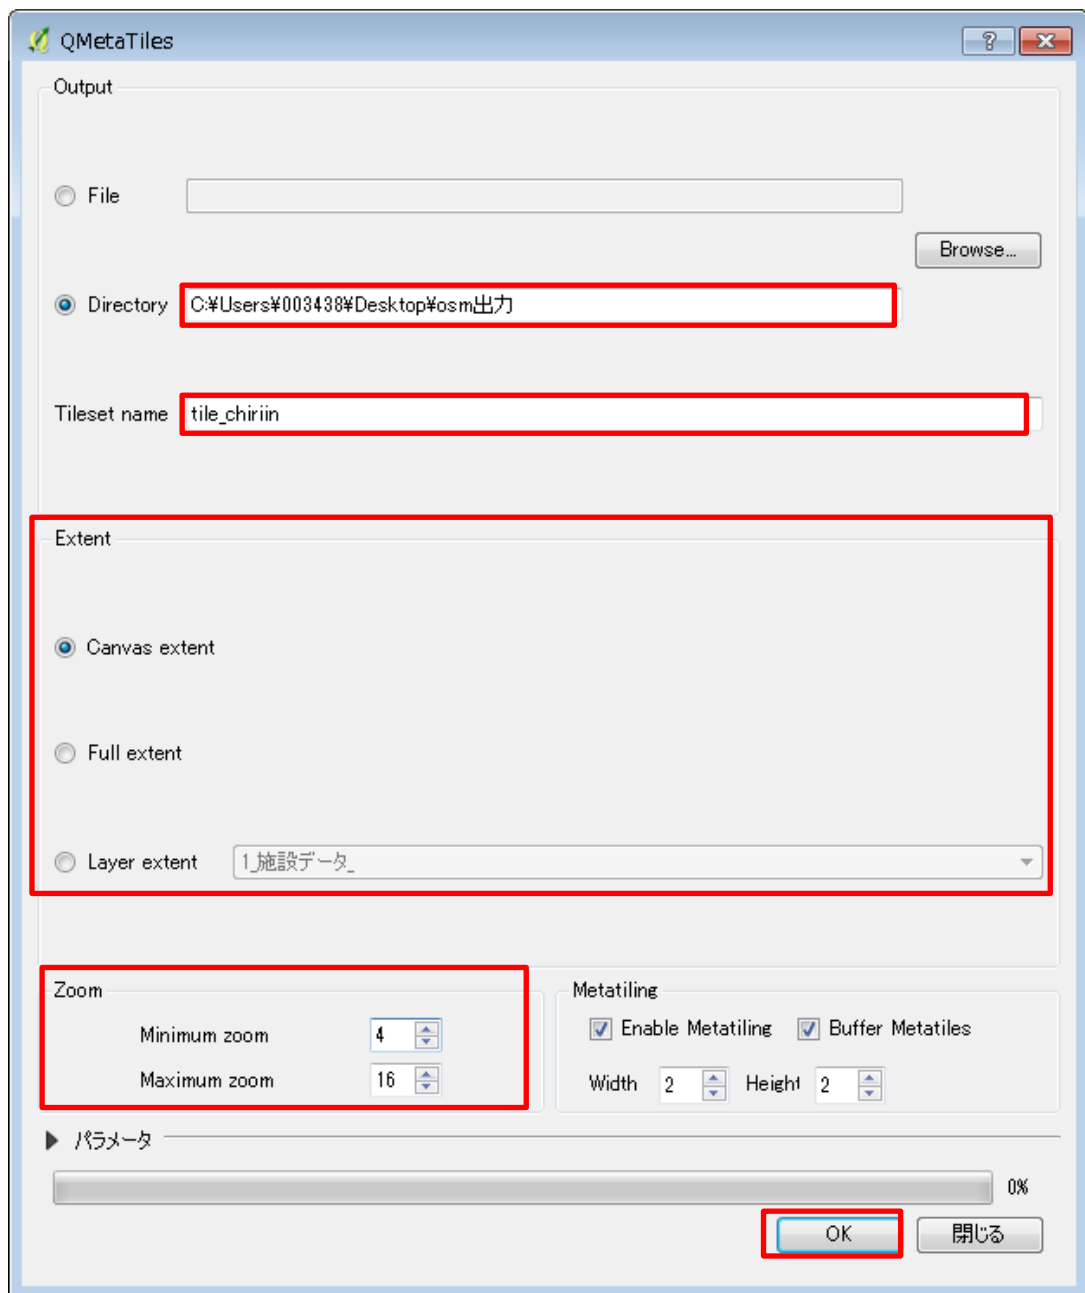 QMetaTiles
Output
File
Browse...
Directory C:¥Users¥003438¥Desktop¥osm出力
Tileset name tile_chiriin
Extent
Canvas extent
Full extent
Layer extent 1_施設データ_
Zoom
Minimum zoom 4
Maximum zoom 16
Metatiling
Enable Metatiling Buffer Metatiles
Width 2 Height 2
パラメータ
0%
OK 閉じる